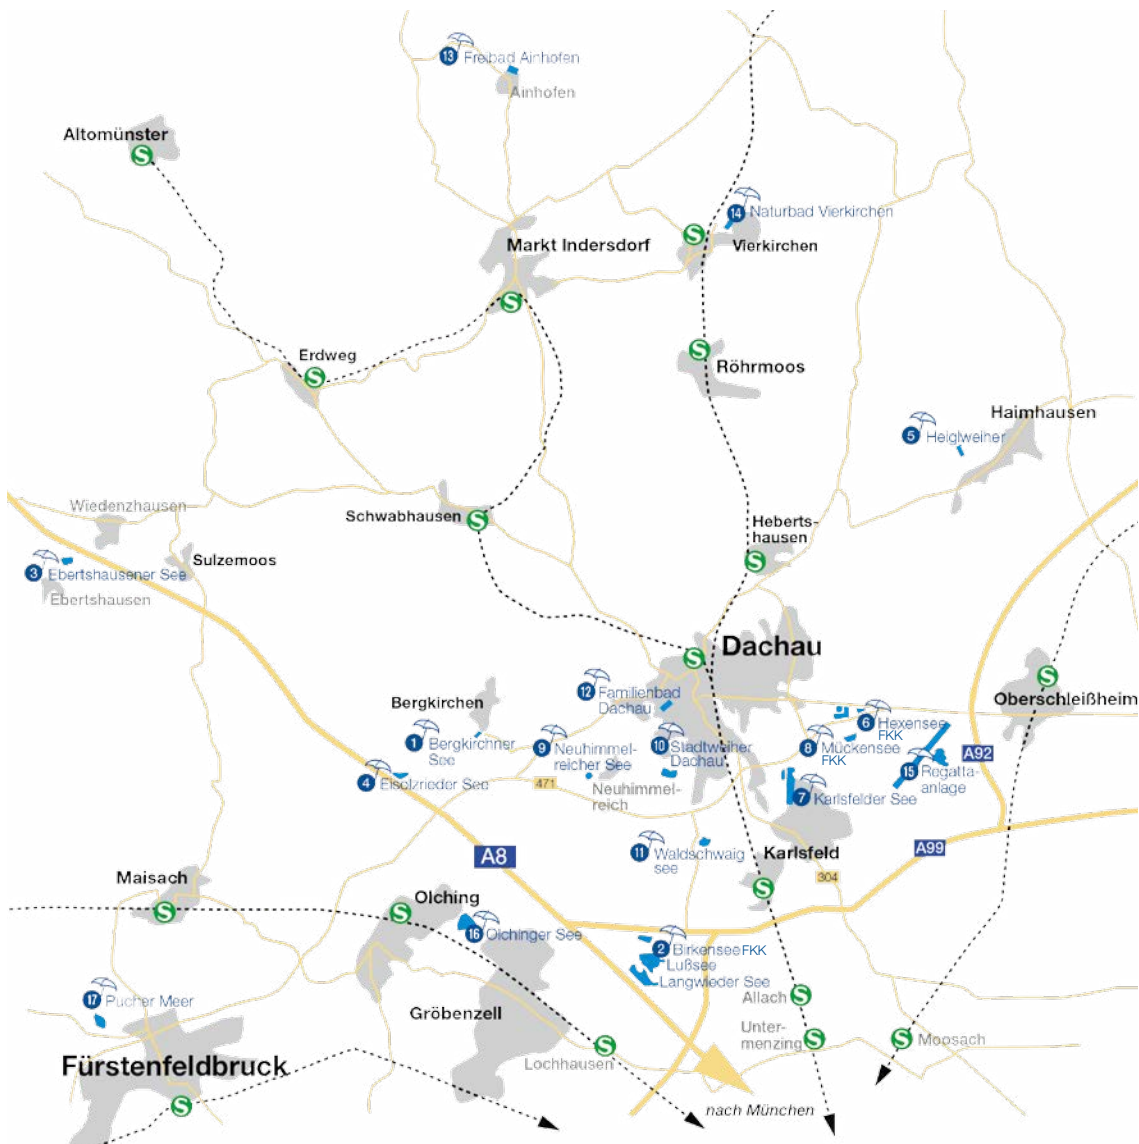 13 Freibad Ainhofen
Ainhofen
Altomünster
S
14 Naturbad Vierkirchen
S
Markt Indersdorf
Vierkirchen
S
Erdweg
S
S
Röhrmoos
Haimhausen
5 Heiglweiher
Wiedenzhausen
Schwabhausen
S
Heberts-
hausen
S
Sulzemoos
3 Ebertshausener See
Ebertshausen
Dachau
S
S
Oberschleißheim
12 Familienbad
Dachau
Bergkirchen
1 Bergkirchner
See
9 Neuhimmel-
reicher See
10 Stadtweiher
Dachau
6 Hexensee
FKK
8 Mückensee
FKK
A92
15 Regatta-
anlage
4 Eisolzrieder See
471
Neuhimmel-
reich
7 Karlsfelder See
A8
11 Waldschwaig
see
Karlsfeld
A99
304
S
Maisach
S
Olching
S
16 Olchinger See
2 Birkensee FKK
Lußsee
Langwieder See
17 Pucher Meer
Allach
S
Gröbenzell
Unter-
menzing
S
S
Moosach
Lochhausen
S
Fürstenfeldbruck
S
nach München